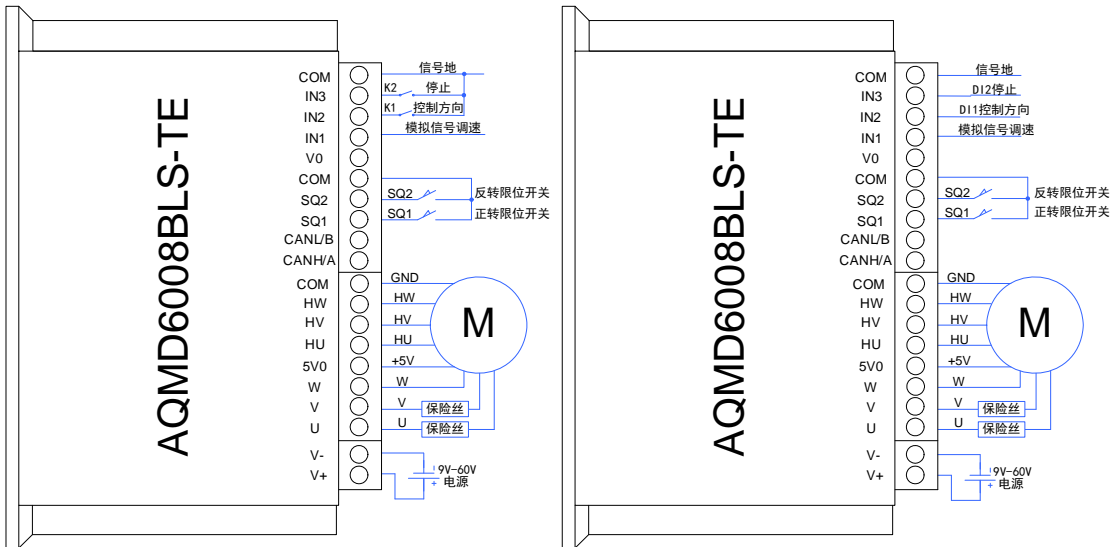 AQMD6008BLS-TE
COM
信号地
IN3
K2
停止
IN2
K1
控制方向
IN1
模拟信号调速
V0
COM
SQ2
SQ2
反转限位开关
SQ1
SQ1
正转限位开关
CANL/B
CANH/A
COM
GND
HW
HW
HV
HV
HU
HU
5V0
+5V
W
W
V
V
保险丝
U
U
保险丝
M
V-
V+
9V-60V
电源
AQMD6008BLS-TE
COM
信号地
IN3
DI2停止
IN2
DI1控制方向
IN1
模拟信号调速
V0
COM
SQ2
SQ2
反转限位开关
SQ1
SQ1
正转限位开关
CANL/B
CANH/A
COM
GND
HW
HW
HV
HV
HU
HU
5V0
+5V
W
W
V
V
保险丝
U
U
保险丝
M
V-
V+
9V-60V
电源